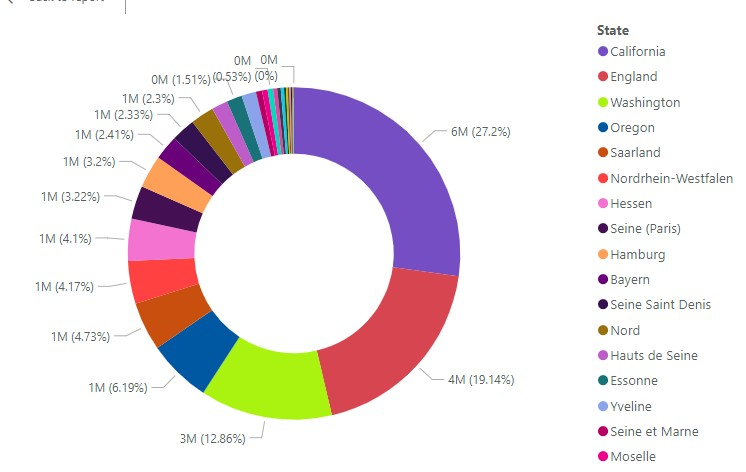 0M
0M
0M (1.51%)
(0.53%)
(0%)
1M (2.3%)
1M (2.33%)
1M (2.41%)
1M (3.2%)
1M (3.22%)
1M (4.1%)
1M (4.17%)
1M (4.73%)
1M (6.19%)
3M (12.86%)
4M (19.14%)
6M (27.2%)
State
California
England
Washington
Oregon
Saarland
Nordrhein-Westfalen
Hessen
Seine (Paris)
Hamburg
Bayern
Seine Saint Denis
Nord
Hauts de Seine
Essonne
Yveline
Seine et Marne
Moselle